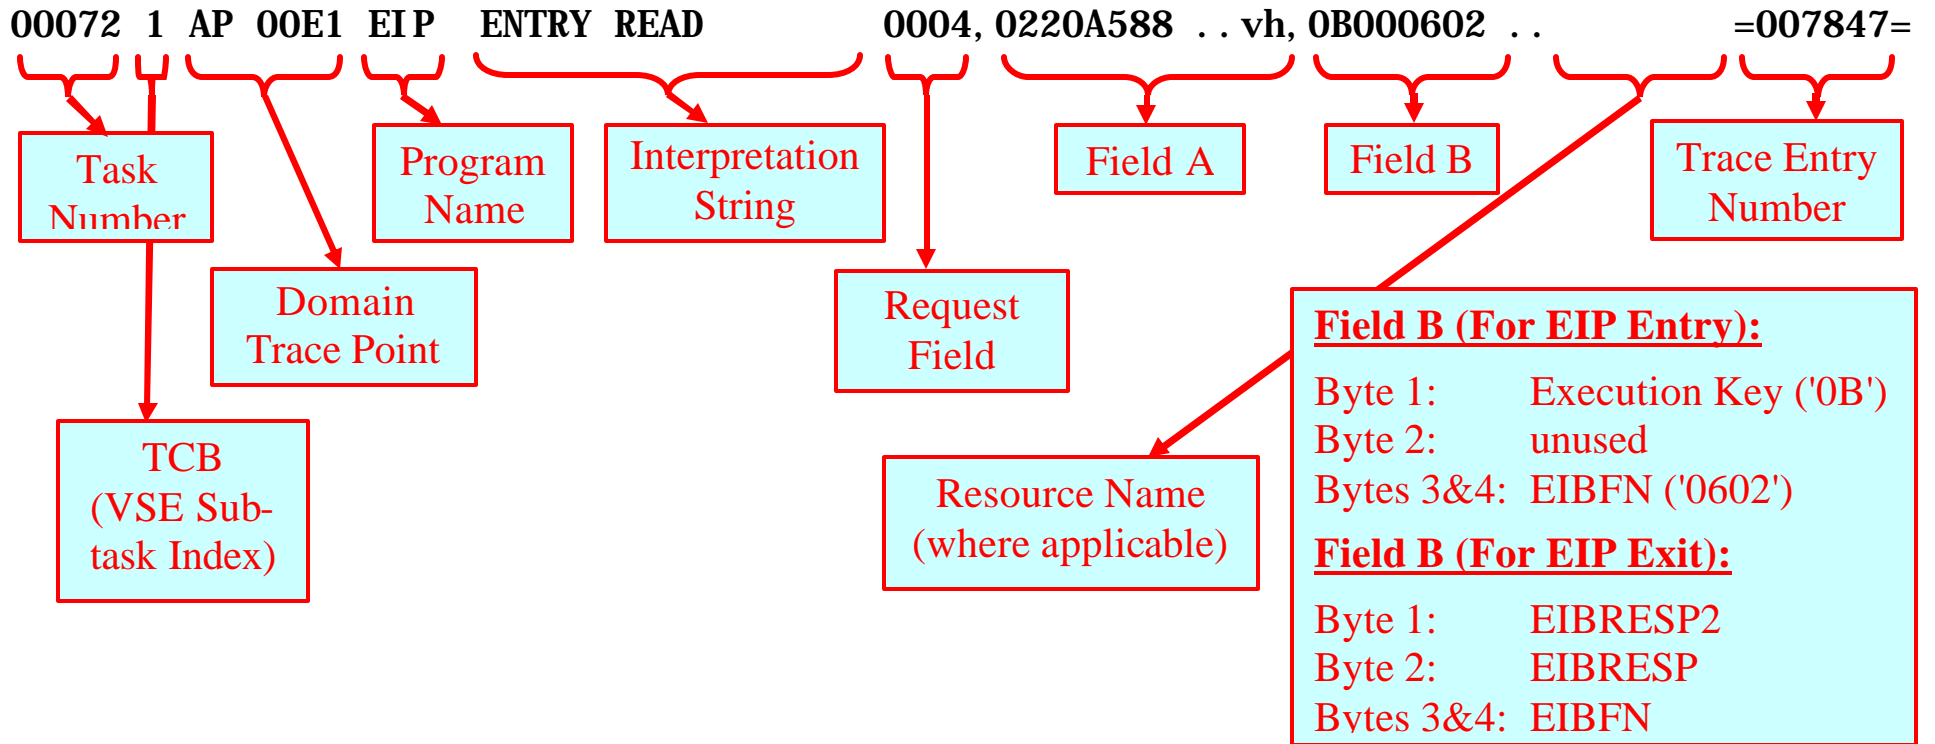 00072 1 AP 00E1 EIP ENTRY READ 0004, 0220A588 . . vh, 0B000602 . . =007847=
Task
Number
Program
Name
Interpretation
String
Field A
Field B
Trace Entry
Number
Domain
Trace Point
Request
Field
TCB
(VSE Sub-
task Index)
Resource Name
(where applicable)
Field B (For EIP Entry):
Byte 1: Execution Key ('0B')
Byte 2: unused
Bytes 3&4: EIBFN ('0602')
Field B (For EIP Exit):
Byte 1: EIBRESP2
Byte 2: EIBRESP
Bytes 3&4: EIBFN